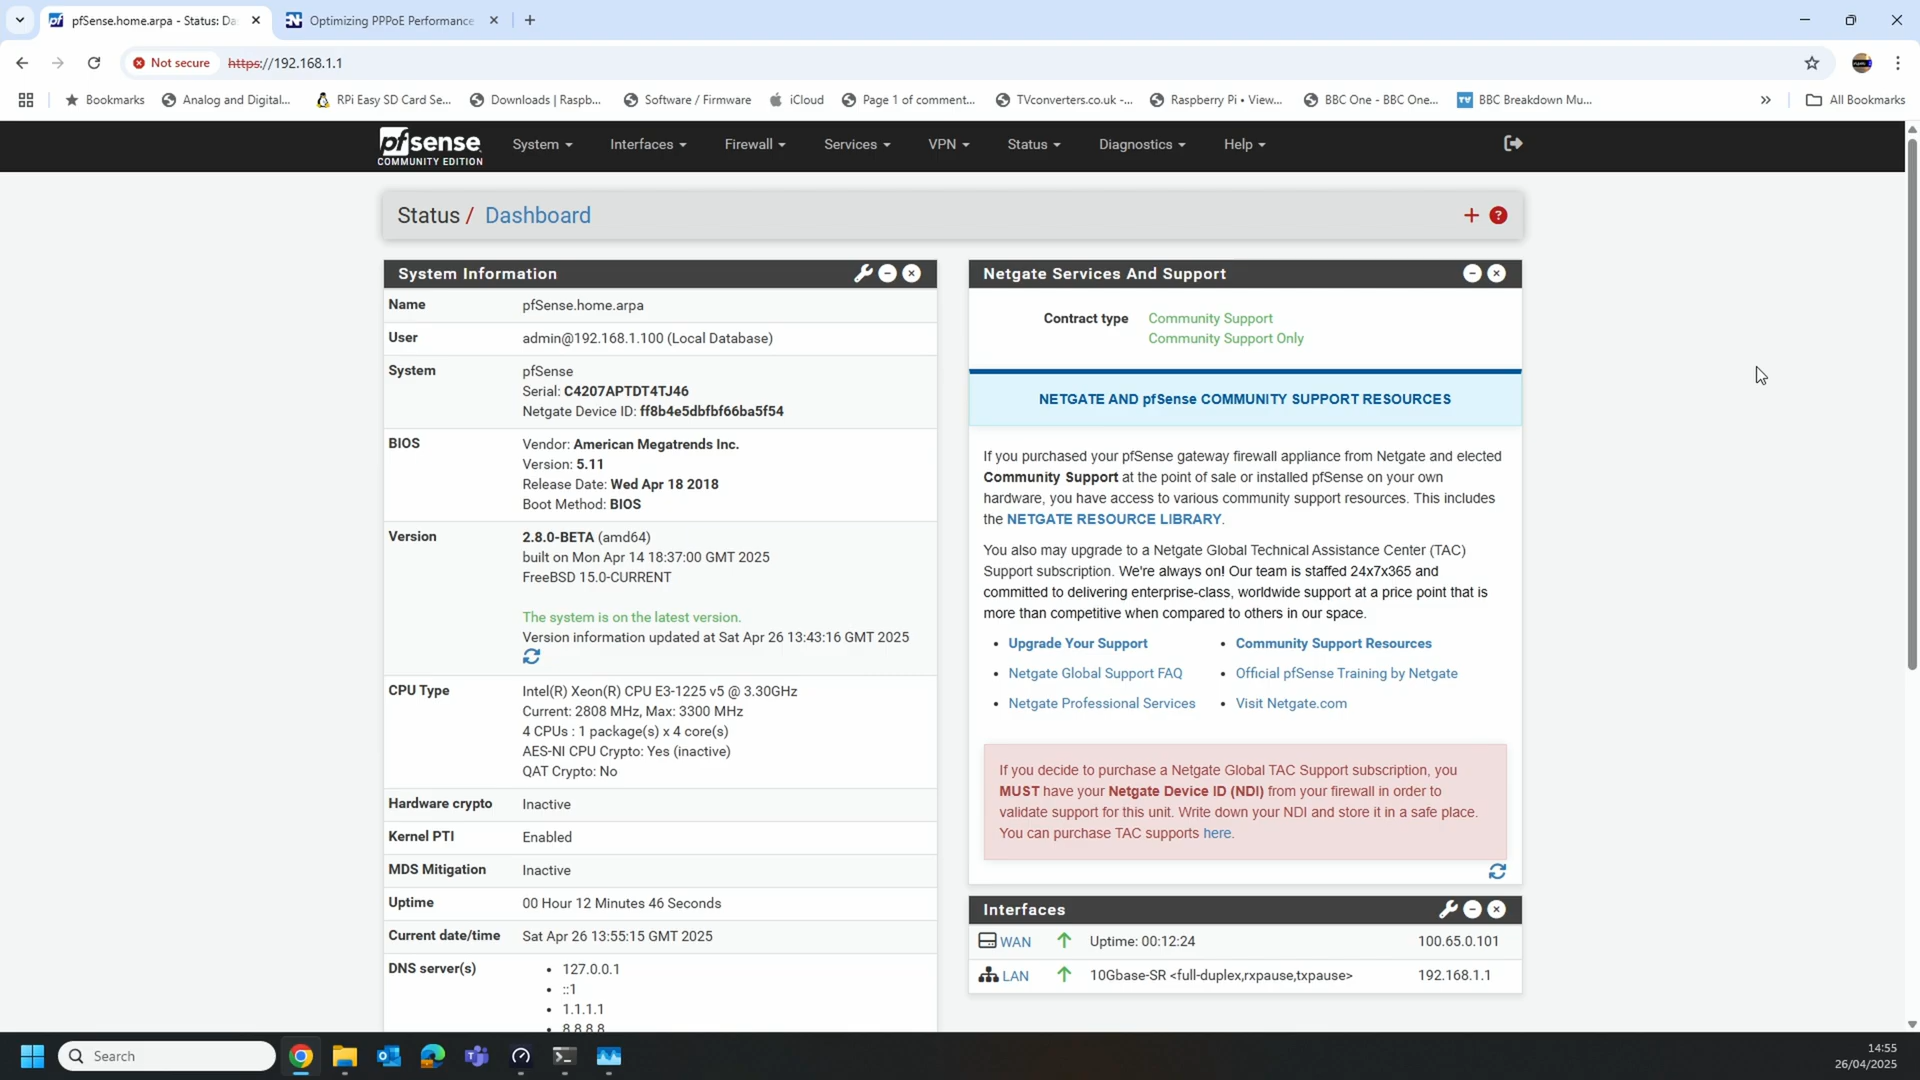 pfSense.home.arpa - Status: Da
Optimizing PPPoE Performance
Not secure
https://192.168.1.1
Bookmarks
Analog and Digital...
RPi Easy SD Card Se...
Downloads | Raspb...
Software / Firmware
iCloud
Page 1 of comment...
TVconverters.co.uk -...
Raspberry Pi • View...
BBC One - BBC One...
BBC Breakdown Mu...
All Bookmarks
pfsense
COMMUNITY EDITION
System
Interfaces
Firewall
Services
VPN
Status
Diagnostics
Help
Status / Dashboard
System Information
Name pfSense.home.arpa
User admin@192.168.1.100 (Local Database)
System pfSense
Serial: C4207APTDT4TJ46
Netgate Device ID: ff8b4e5dbfbf66ba5f54
BIOS Vendor: American Megatrends Inc.
Version: 5.11
Release Date: Wed Apr 18 2018
Boot Method: BIOS
Version 2.8.0-BETA (amd64)
built on Mon Apr 14 18:37:00 GMT 2025
FreeBSD 15.0-CURRENT
The system is on the latest version.
Version information updated at Sat Apr 26 13:43:16 GMT 2025
CPU Type Intel(R) Xeon(R) CPU E3-1225 v5 @ 3.30GHz
Current: 2808 MHz, Max: 3300 MHz
4 CPUs : 1 package(s) x 4 core(s)
AES-NI CPU Crypto: Yes (inactive)
QAT Crypto: No
Hardware crypto Inactive
Kernel PTI Enabled
MDS Mitigation Inactive
Uptime 00 Hour 12 Minutes 46 Seconds
Current date/time Sat Apr 26 13:55:15 GMT 2025
DNS server(s) • 127.0.0.1
• ::1
• 1.1.1.1
• 8.8.8.8
Netgate Services And Support
Contract type Community Support
Community Support Only
NETGATE AND pfSense COMMUNITY SUPPORT RESOURCES
If you purchased your pfSense gateway firewall appliance from Netgate and elected
Community Support at the point of sale or installed pfSense on your own
hardware, you have access to various community support resources. This includes
the NETGATE RESOURCE LIBRARY.
You also may upgrade to a Netgate Global Technical Assistance Center (TAC)
Support subscription. We're always on! Our team is staffed 24x7x365 and
committed to delivering enterprise-class, worldwide support at a price point that is
more than competitive when compared to others in our space.
• Upgrade Your Support
• Community Support Resources
• Netgate Global Support FAQ
• Official pfSense Training by Netgate
• Netgate Professional Services
• Visit Netgate.com
If you decide to purchase a Netgate Global TAC Support subscription, you
MUST have your Netgate Device ID (NDI) from your firewall in order to
validate support for this unit. Write down your NDI and store it in a safe place.
You can purchase TAC supports here.
Interfaces
WAN Uptime: 00:12:24 100.65.0.101
LAN 10Gbase-SR <full-duplex,rxpause,txpause> 192.168.1.1
Search
14:55
26/04/2025